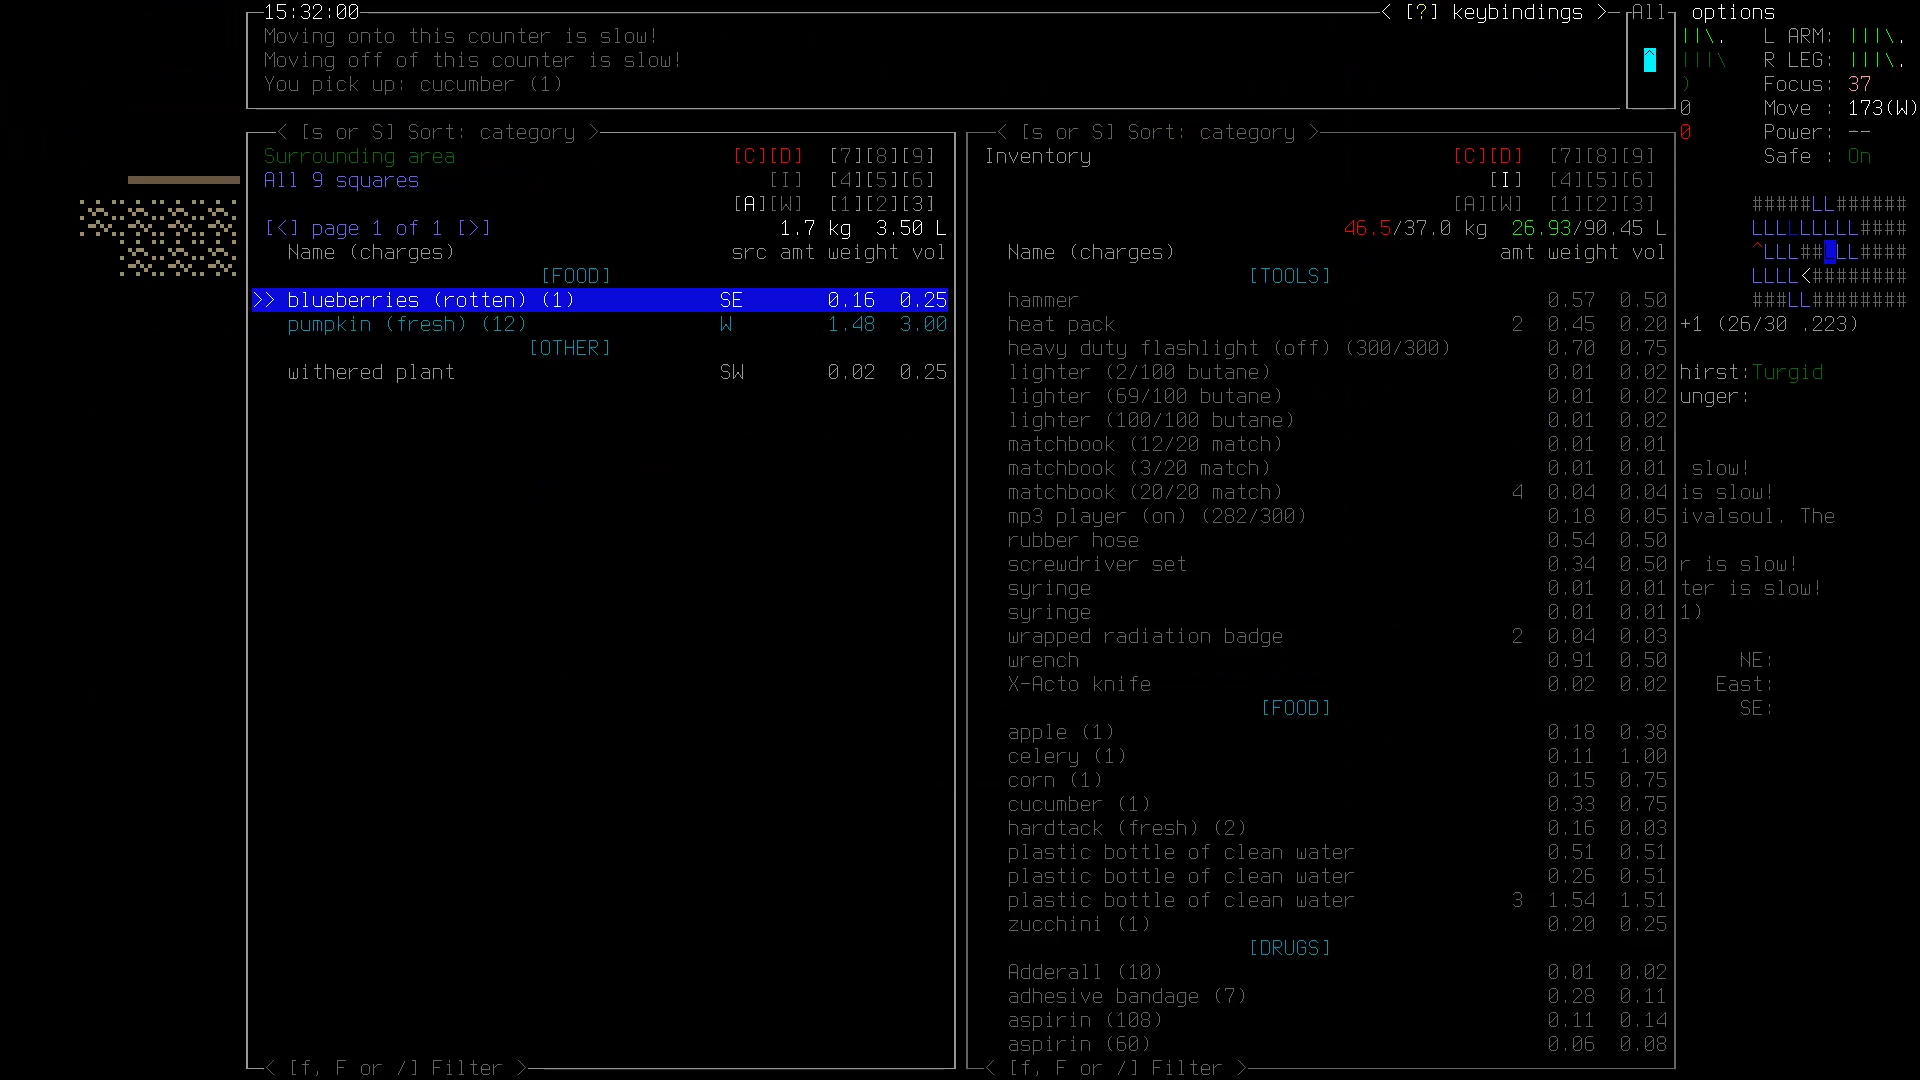 15:32:00 < [?] keybindings > All options
Moving onto this counter is slow!
Moving off of this counter is slow!
You pick up: cucumber (1)
||\. L ARM: |||\.
|||\ R LEG: |||\.
) Focus: 37
0 Move : 173(W)
0 Power: --
Safe : On
< [s or S] Sort: category >
Surrounding area [C][D] [7][8][9]
All 9 squares [I] [4][5][6]
[A][W] [1][2][3]
[<] page 1 of 1 [>] 1.7 kg 3.50 L
Name (charges) src amt weight vol
[FOOD]
>> blueberries (rotten) (1) SE 0.16 0.25
pumpkin (fresh) (12) W 1.48 3.00
[OTHER]
withered plant SW 0.02 0.25
< [f, F or /] Filter >
< [s or S] Sort: category >
Inventory [C][D] [7][8][9]
[I] [4][5][6]
[A][W] [1][2][3]
46.5/37.0 kg 26.93/90.45 L
Name (charges) amt weight vol
[TOOLS]
hammer 0.57 0.50
heat pack 2 0.45 0.20
heavy duty flashlight (off) (300/300) 0.70 0.75
lighter (2/100 butane) 0.01 0.02
lighter (69/100 butane) 0.01 0.02
lighter (100/100 butane) 0.01 0.02
matchbook (12/20 match) 0.01 0.01
matchbook (3/20 match) 0.01 0.01
matchbook (20/20 match) 4 0.04 0.04
mp3 player (on) (282/300) 0.18 0.05
rubber hose 0.54 0.50
screwdriver set 0.34 0.50
syringe 0.01 0.01
syringe 0.01 0.01
wrapped radiation badge 2 0.04 0.03
wrench 0.91 0.50
X-Acto knife 0.02 0.02
[FOOD]
apple (1) 0.18 0.38
celery (1) 0.11 1.00
corn (1) 0.15 0.75
cucumber (1) 0.33 0.75
hardtack (fresh) (2) 0.16 0.03
plastic bottle of clean water 0.51 0.51
plastic bottle of clean water 0.26 0.51
plastic bottle of clean water 3 1.54 1.51
zucchini (1) 0.20 0.25
[DRUGS]
Adderall (10) 0.01 0.02
adhesive bandage (7) 0.28 0.11
aspirin (108) 0.11 0.14
aspirin (60) 0.06 0.08
< [f, F or /] Filter >
#####LL######
LLLLLLLLL####
^LLL## LL####
LLLL<########
###LL########
+1 (26/30 .223)
hirst:Turgid
unger:
slow!
is slow!
ivalsoul. The
r is slow!
ter is slow!
1)
NE:
East:
SE: